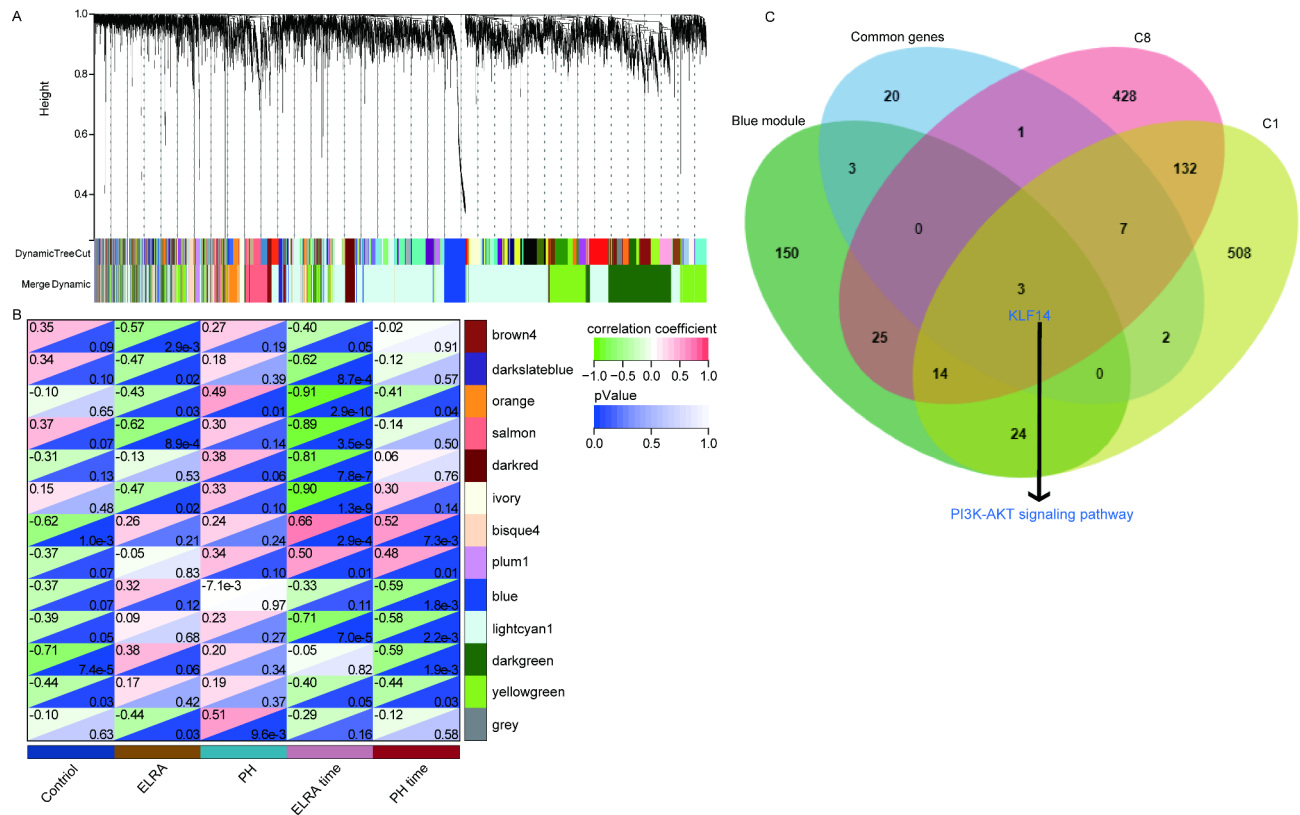 A
1.0
0.8
0.6
0.4
Height
DynamicTreeCut
Merge Dynamic
B
0.35 0.09 -0.57 2.9e-3 0.27 0.19 -0.40 0.05 -0.02 0.91 brown4
0.34 0.10 -0.47 0.02 0.18 0.39 -0.62 8.7e-4 -0.12 0.57 darkslateblue
-0.10 0.65 -0.43 0.03 0.49 0.01 -0.91 2.9e-10 -0.41 0.04 orange
0.37 0.07 -0.62 8.9e-4 0.30 0.14 -0.89 3.5e-9 -0.14 0.50 salmon
-0.31 0.13 -0.13 0.53 0.38 0.06 -0.81 7.8e-7 0.06 0.76 darkred
0.15 0.48 -0.47 0.02 0.33 0.10 -0.90 1.3e-9 0.30 0.14 ivory
-0.62 1.0e-3 0.26 0.21 0.24 0.24 0.66 2.9e-4 0.52 7.3e-3 bisque4
-0.37 0.07 -0.05 0.83 0.34 0.10 0.50 0.01 0.48 0.01 plum1
-0.37 0.07 0.32 0.12 -7.1e-3 0.97 -0.33 0.11 -0.59 1.8e-3 blue
-0.39 0.05 0.09 0.68 0.23 0.27 -0.71 7.0e-5 -0.58 2.2e-3 lightcyan1
-0.71 7.4e-5 0.38 0.06 0.20 0.34 -0.05 0.82 -0.59 1.9e-3 darkgreen
-0.44 0.03 0.17 0.42 0.19 0.37 -0.40 0.05 -0.44 0.03 yellowgreen
-0.10 0.63 -0.44 0.03 0.51 9.6e-3 -0.29 0.16 -0.12 0.58 grey
Contriol ELRA PH ELRA time PH time
correlation coefficient
−1.0 −0.5 0.0 0.5 1.0
pValue
0.0 0.5 1.0
C
Common genes
C8
Blue module
C1
20
428
1
3
132
0
7
150
508
3
KLF14
25
2
14
0
24
PI3K-AKT signaling pathway